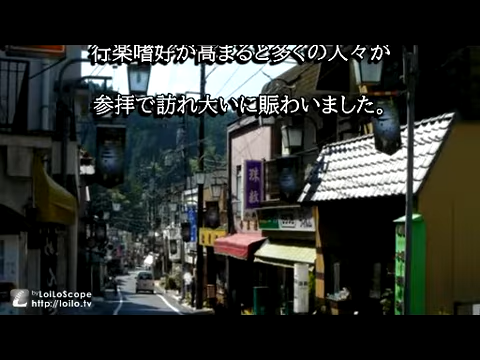 行楽嗜好が高まると多くの人々が
参拝で訪れ大いに賑わいました。
珠数
by LoiLoScope
http://loilo.tv